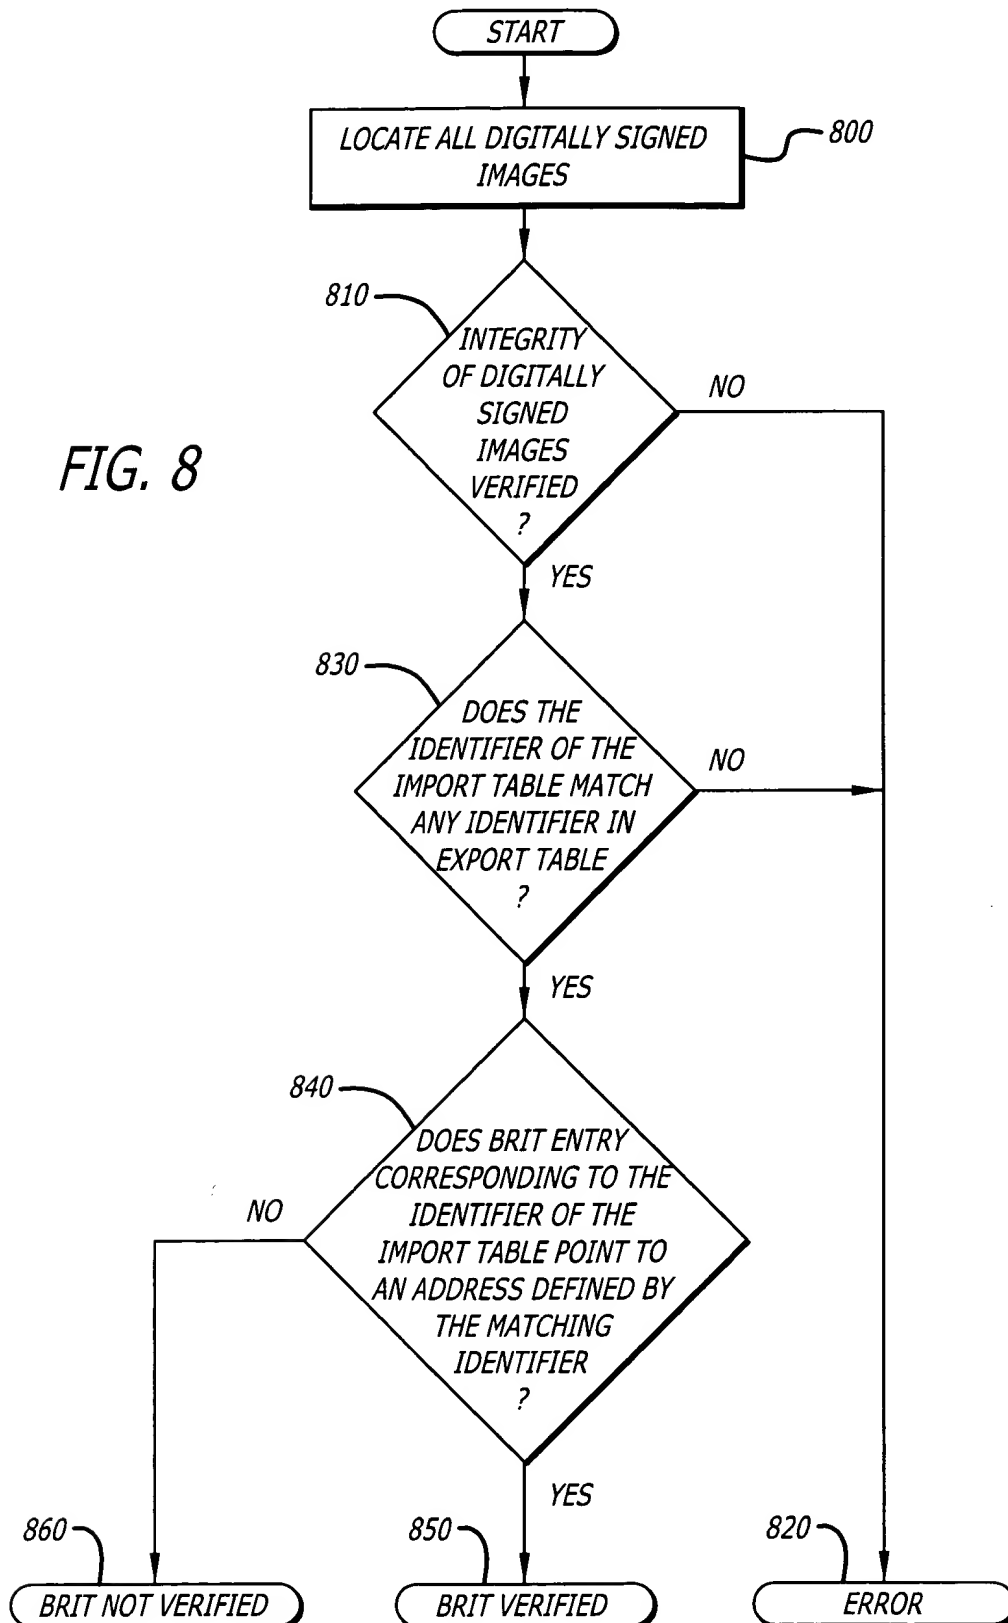 START
LOCATE ALL DIGITALLY SIGNED
IMAGES
800
810
INTEGRITY
OF DIGITALLY
SIGNED
IMAGES
VERIFIED
?
NO
FIG. 8
YES
830
DOES THE
IDENTIFIER OF THE
IMPORT TABLE MATCH
ANY IDENTIFIER IN
EXPORT TABLE
?
NO
YES
840
DOES BRIT ENTRY
CORRESPONDING TO THE
IDENTIFIER OF THE
IMPORT TABLE POINT TO
AN ADDRESS DEFINED BY
THE MATCHING
IDENTIFIER
?
NO
YES
860
BRIT NOT VERIFIED
850
BRIT VERIFIED
820
ERROR